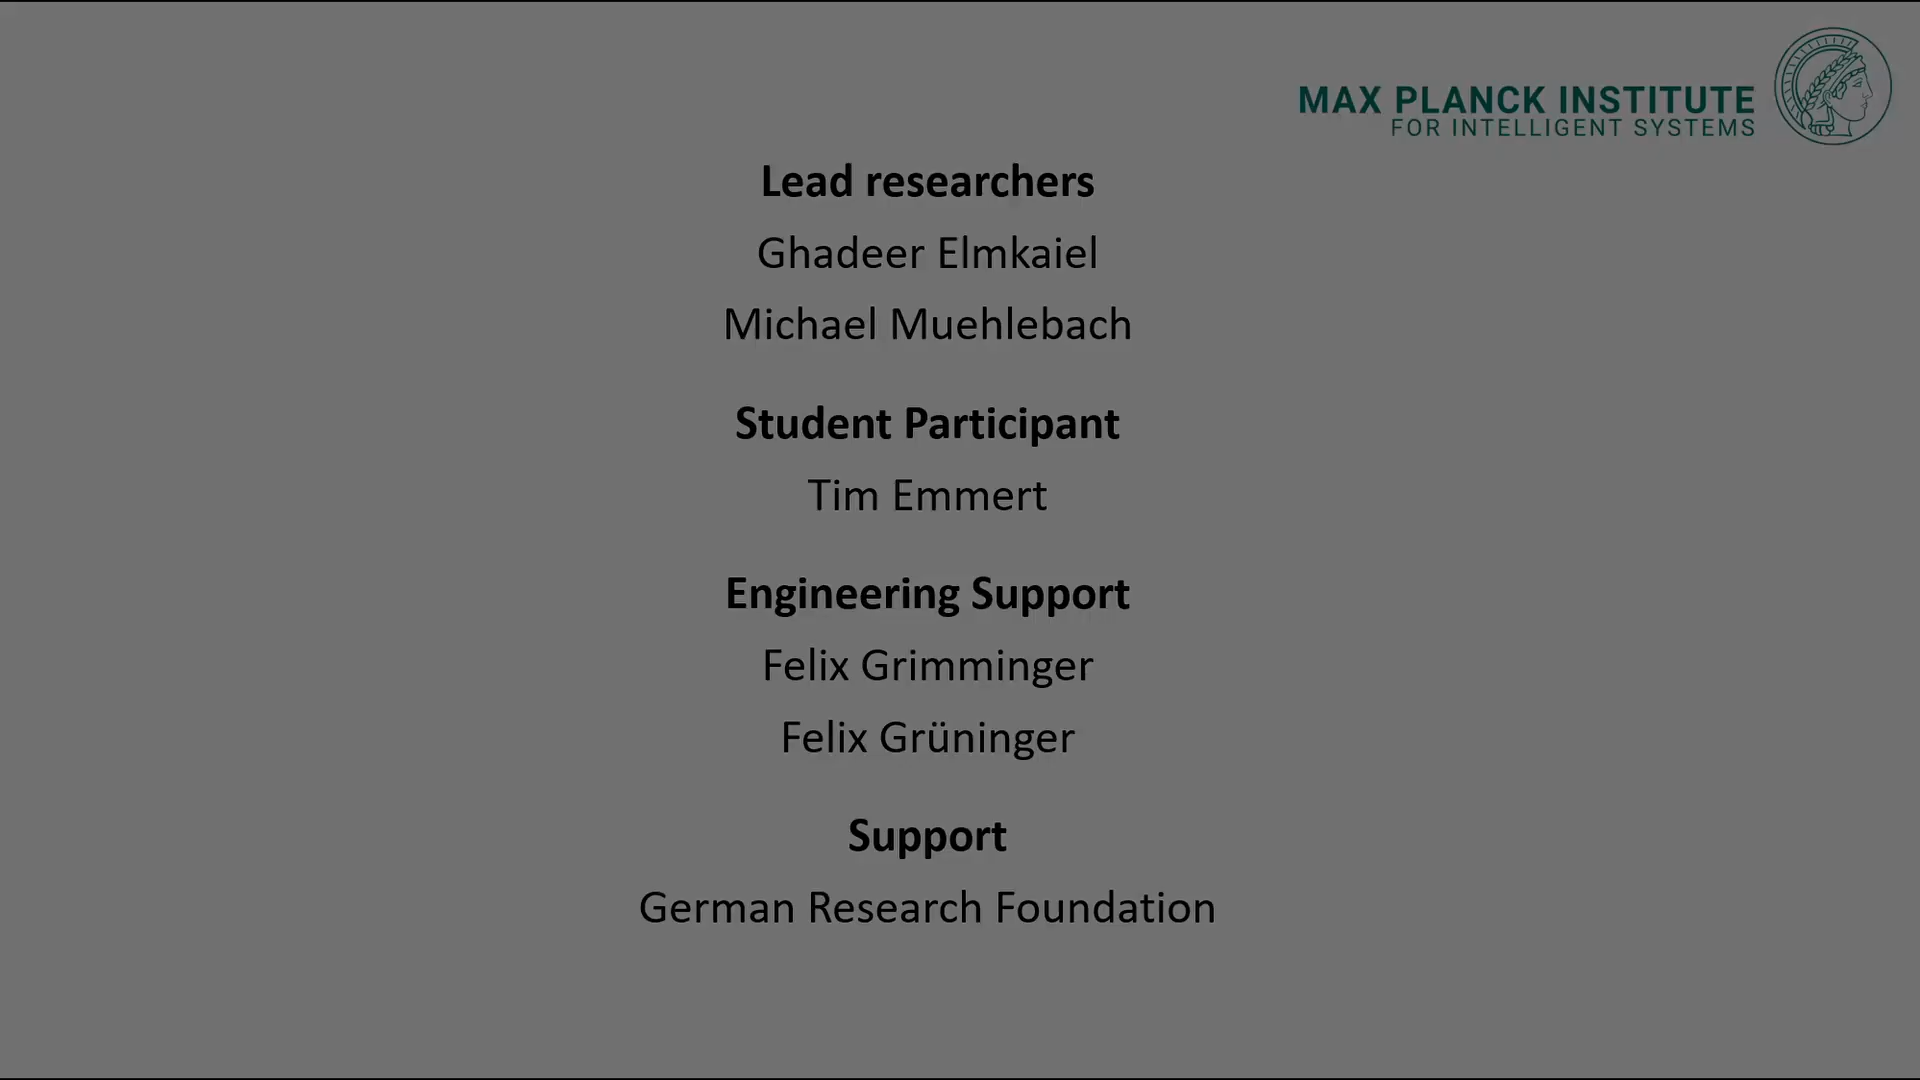 MAX PLANCK INSTITUTE
FOR INTELLIGENT SYSTEMS
Lead researchers
Ghadeer Elmkaiel
Michael Muehlebach
Student Participant
Tim Emmert
Engineering Support
Felix Grimminger
Felix Grüninger
Support
German Research Foundation